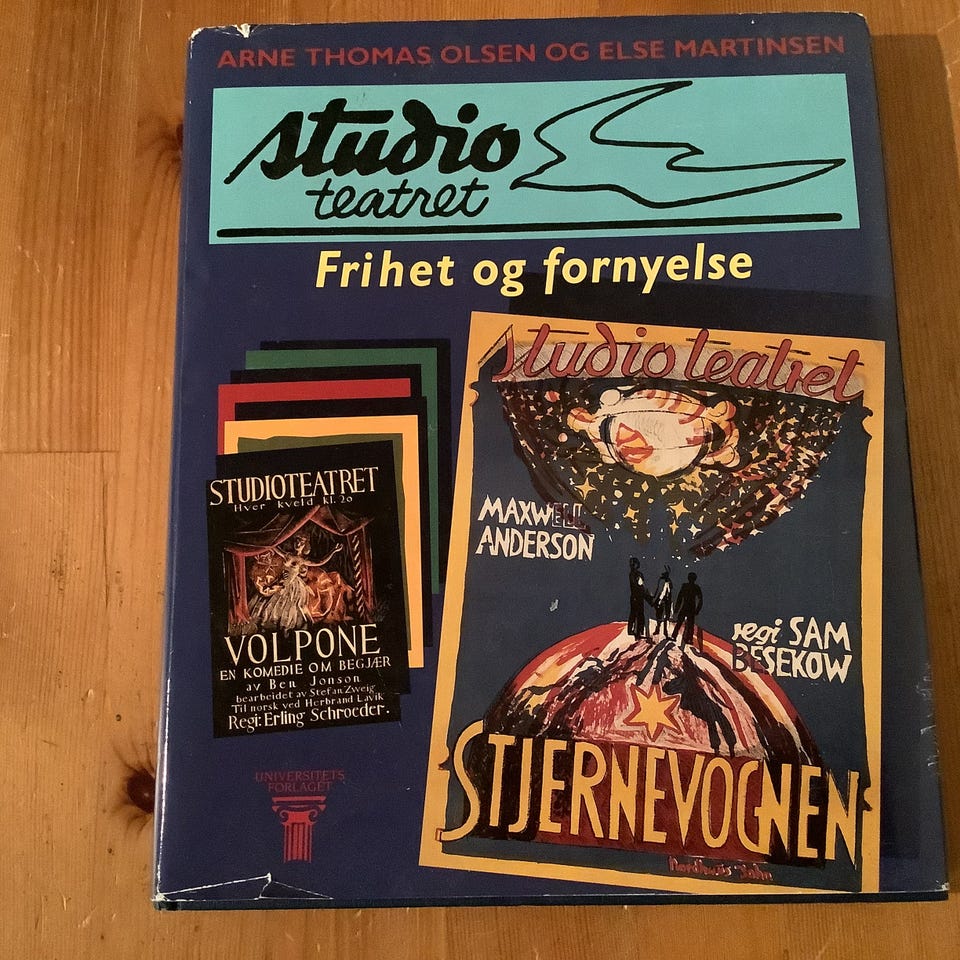 ARNE THOMAS OLSEN OG ELSE MARTINSEN
studio
teatret
Frihet og fornyelse
STUDIOTEATRET
Hver kveld Kl. 20
VOLPONE
EN KOMEDIE OM BEGJÆR
av Ben Jonson
bearbeidet av Stefan Zweig
Til norsk ved Herbrand Lavik
Regi: Erling Schroeder.
UNIVERSITETS
FORLAGET
Studioteatret
MAXWELL
ANDERSON
regi SAM
BESEKOW
STJERNEVOGNEN